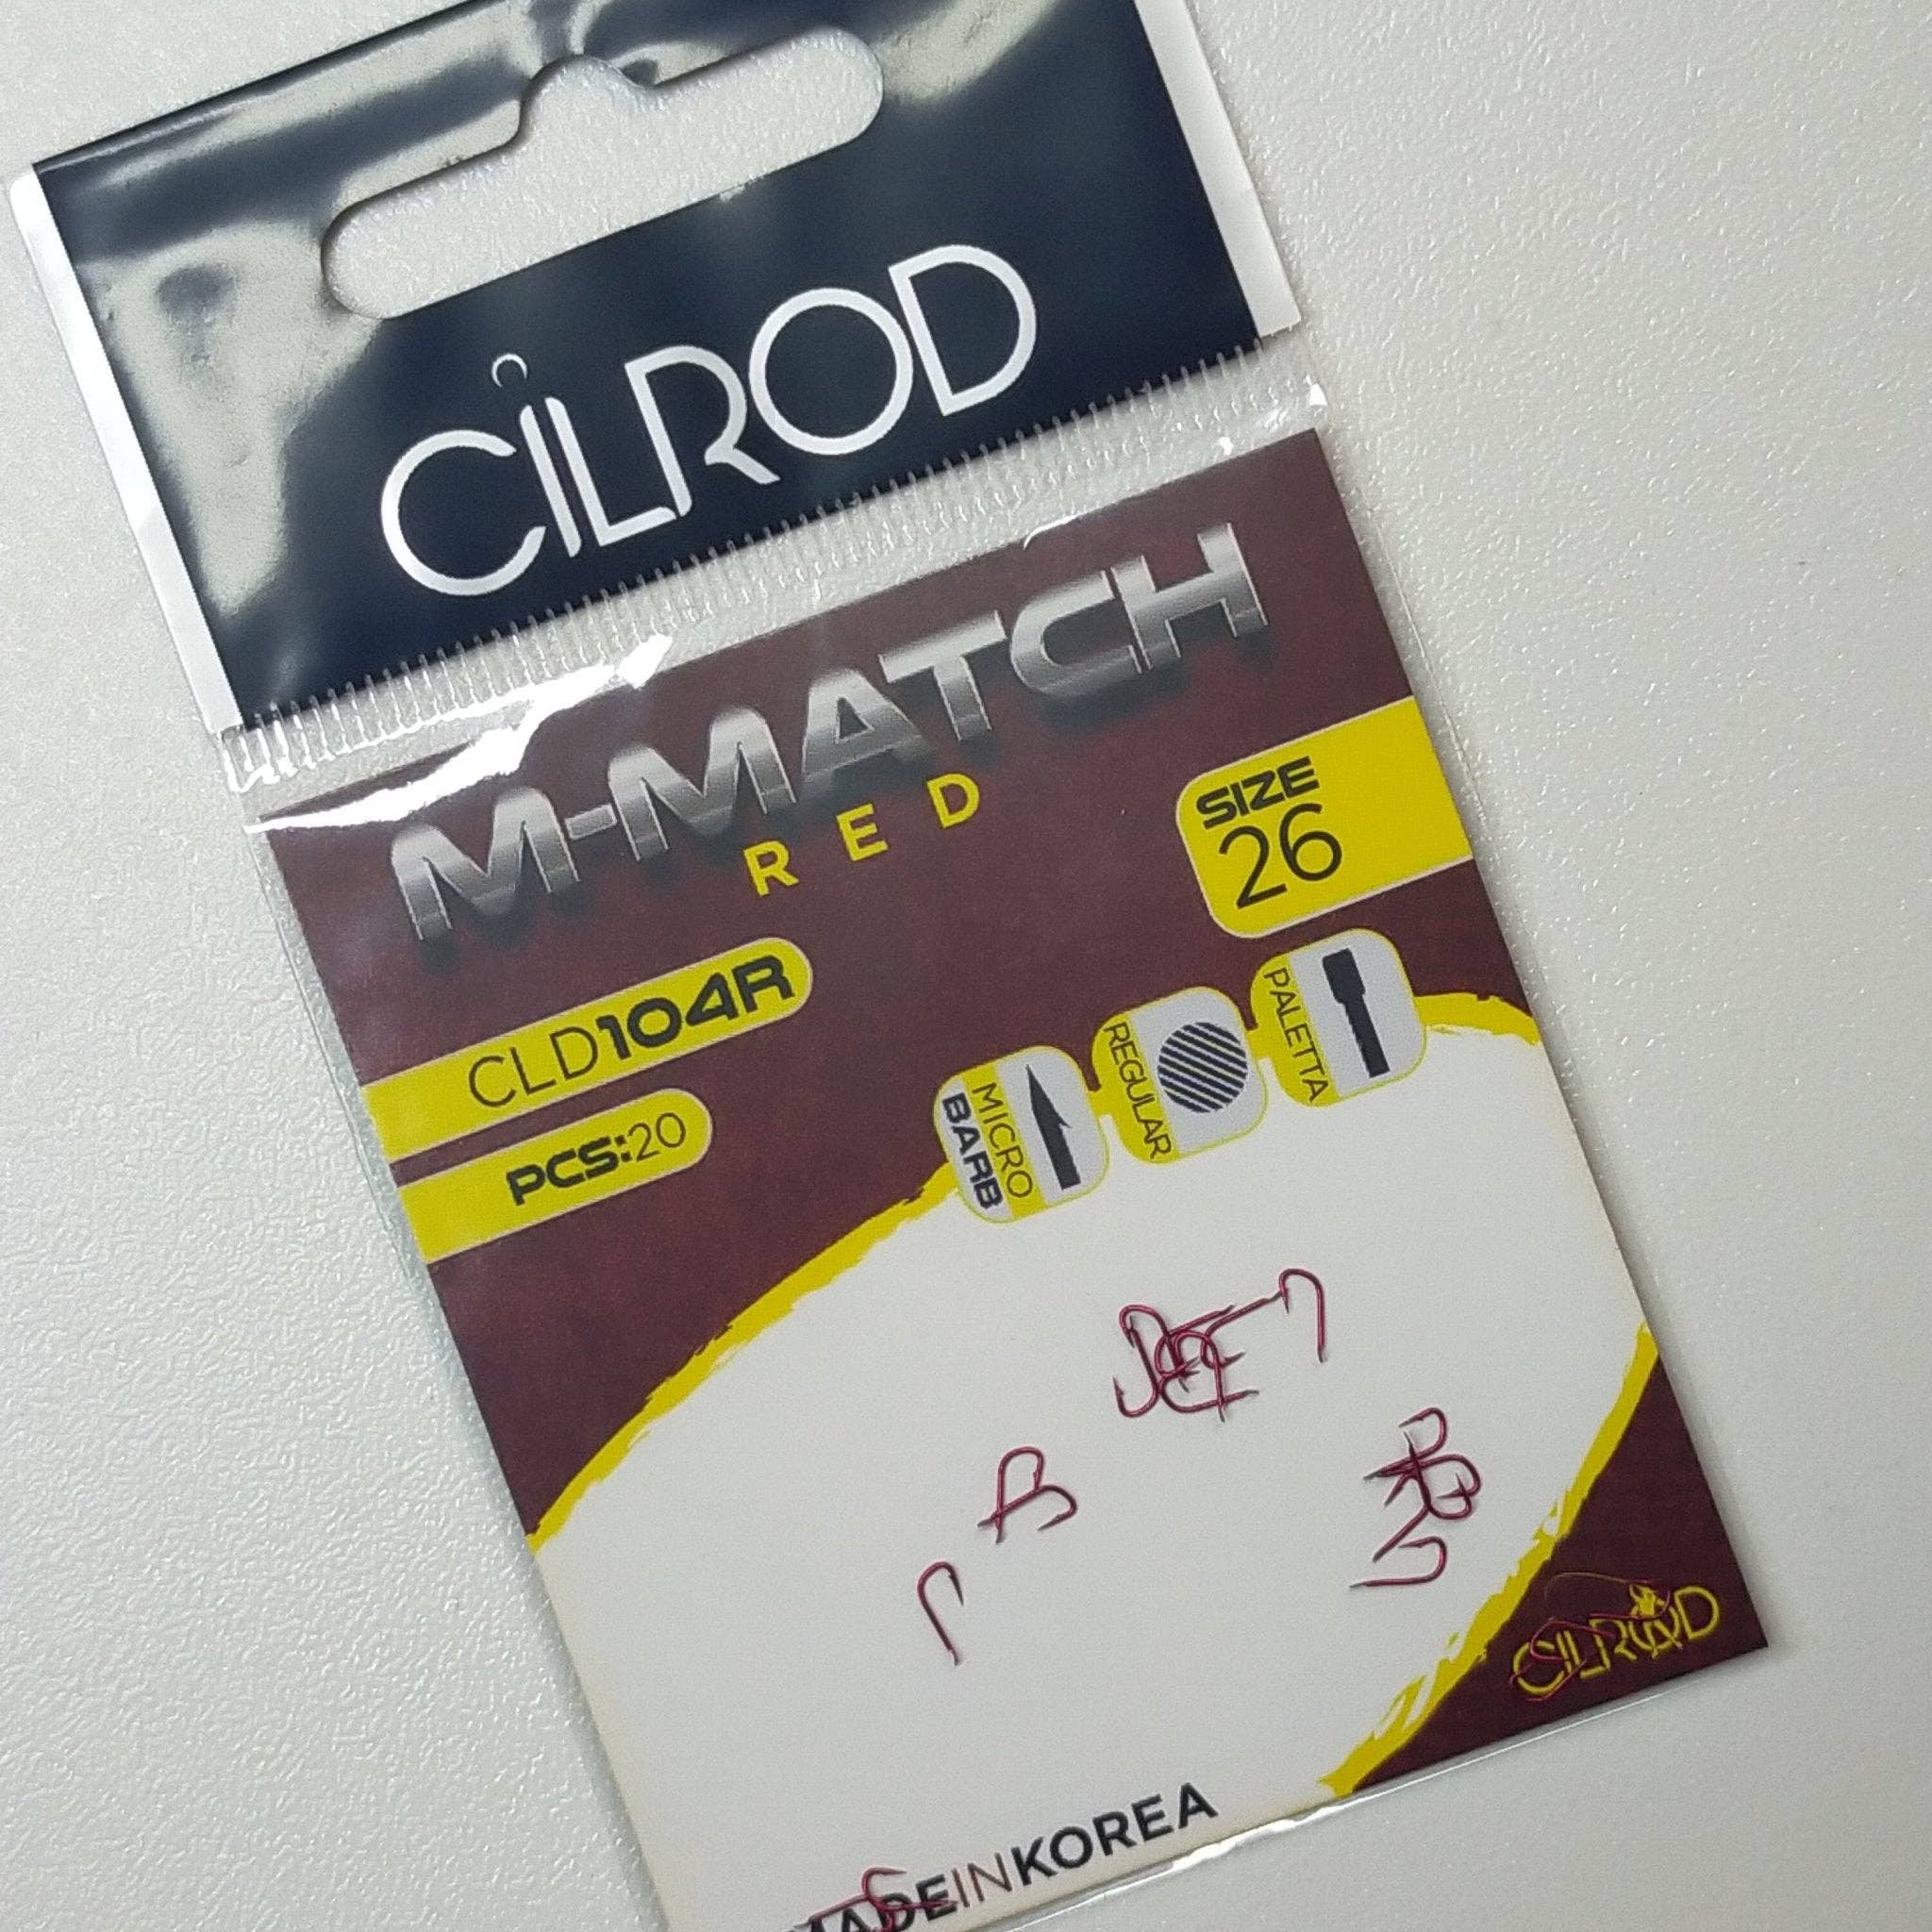 CILROD
M-MATCH
RED
SIZE
26
CLD104R
PCS:20
MICRO
BARB
REGULAR
PALETTA
CILROD
MADEINKOREA